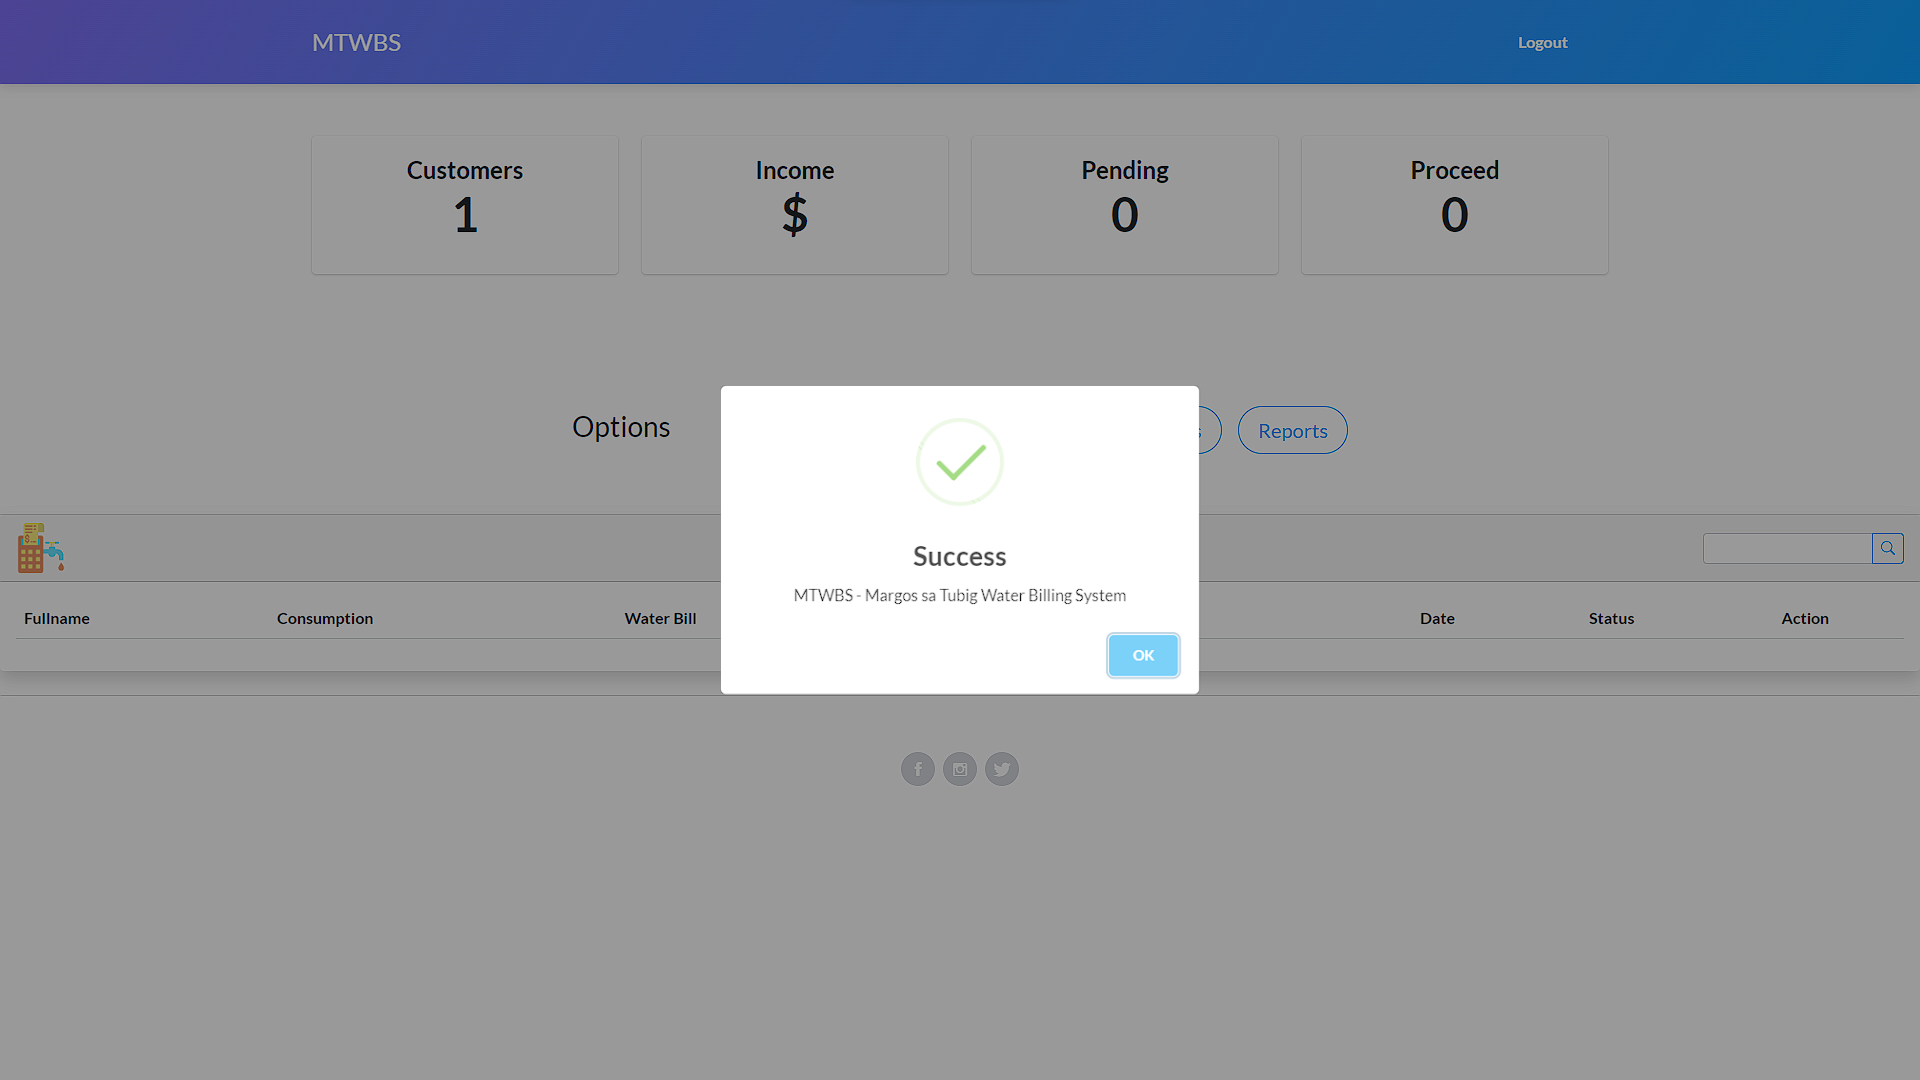 MTWBS
Logout
Customers
1
Income
$
Pending
0
Proceed
0
Options
Reports
Success
MTWBS - Margos sa Tubig Water Billing System
OK
Fullname
Consumption
Water Bill
Date
Status
Action